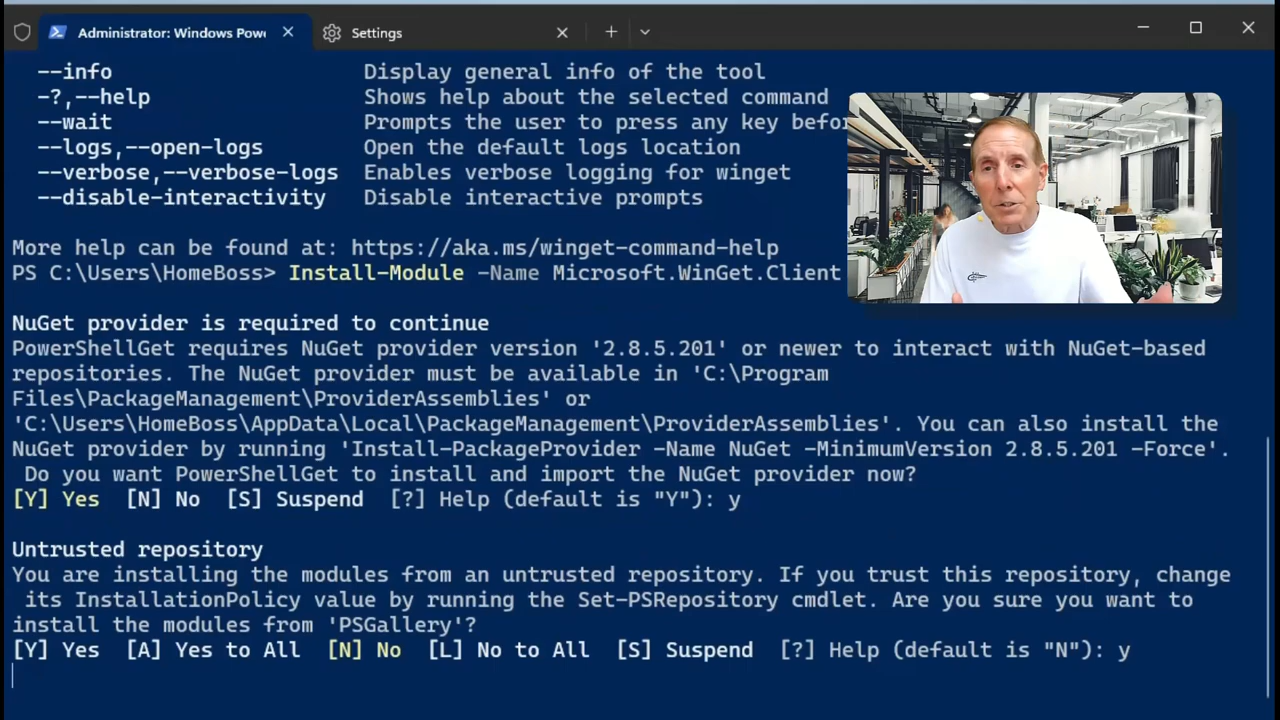 Administrator: Windows Powe
Settings
--info Display general info of the tool
-?,--help Shows help about the selected command
--wait Prompts the user to press any key befor
--logs,--open-logs Open the default logs location
--verbose,--verbose-logs Enables verbose logging for winget
--disable-interactivity Disable interactive prompts
More help can be found at: https://aka.ms/winget-command-help
PS C:\Users\HomeBoss> Install-Module -Name Microsoft.WinGet.Client
NuGet provider is required to continue
PowerShellGet requires NuGet provider version '2.8.5.201' or newer to interact with NuGet-based
repositories. The NuGet provider must be available in 'C:\Program
Files\PackageManagement\ProviderAssemblies' or
'C:\Users\HomeBoss\AppData\Local\PackageManagement\ProviderAssemblies'. You can also install the
NuGet provider by running 'Install-PackageProvider -Name NuGet -MinimumVersion 2.8.5.201 -Force'.
Do you want PowerShellGet to install and import the NuGet provider now?
[Y] Yes [N] No [S] Suspend [?] Help (default is "Y"): y
Untrusted repository
You are installing the modules from an untrusted repository. If you trust this repository, change
its InstallationPolicy value by running the Set-PSRepository cmdlet. Are you sure you want to
install the modules from 'PSGallery'?
[Y] Yes [A] Yes to All [N] No [L] No to All [S] Suspend [?] Help (default is "N"): y